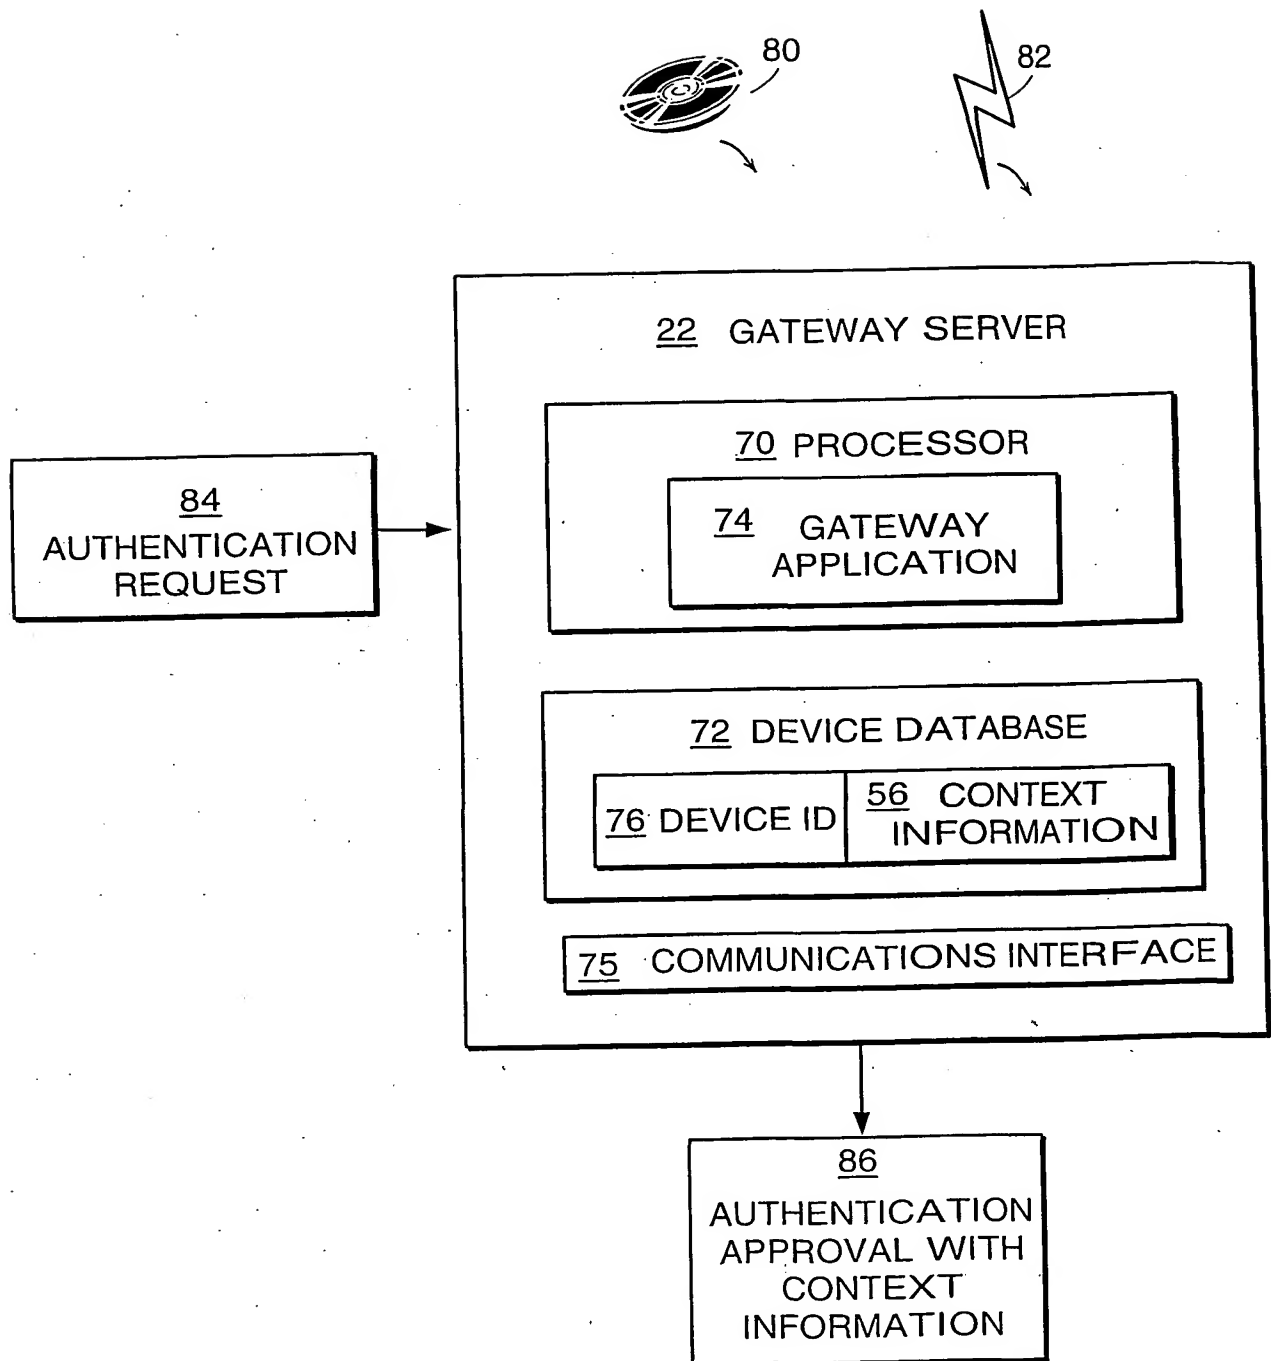 80
82
22 GATEWAY SERVER
70 PROCESSOR
74 GATEWAY
APPLICATION
84
AUTHENTICATION
REQUEST
72 DEVICE DATABASE
76 DEVICE ID
56 CONTEXT
INFORMATION
75 COMMUNICATIONS INTERFACE
86
AUTHENTICATION
APPROVAL WITH
CONTEXT
INFORMATION